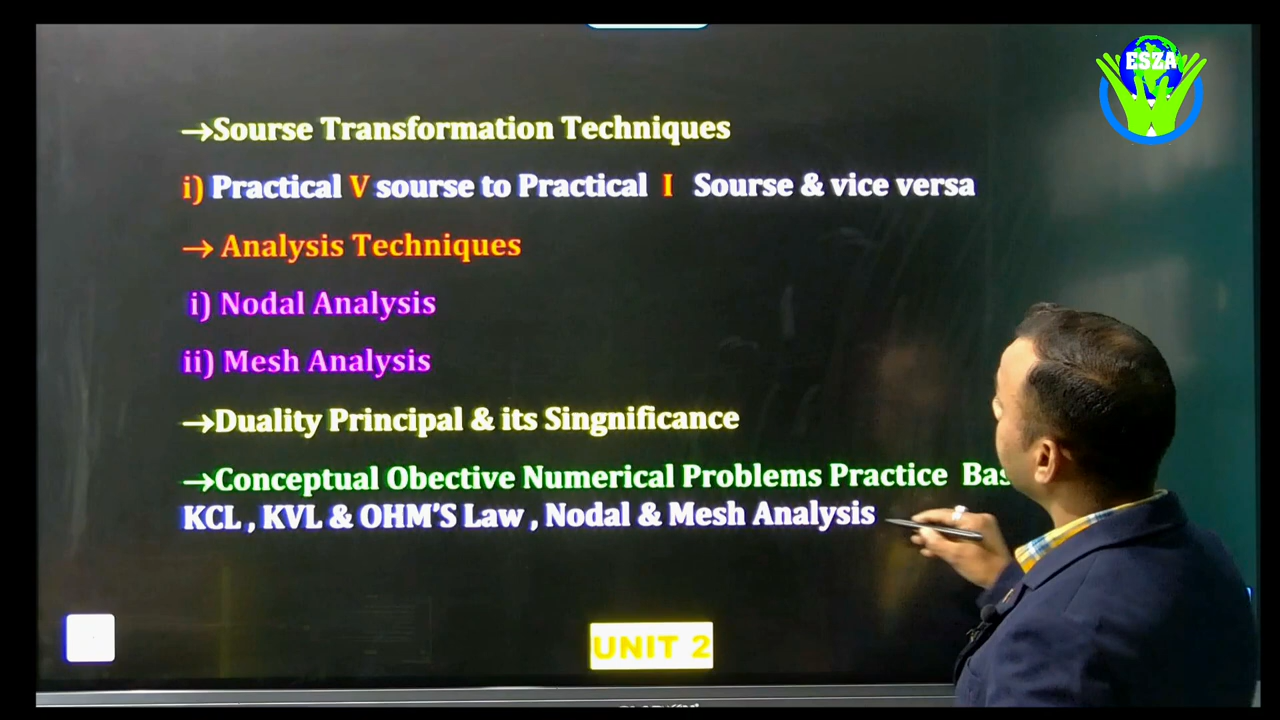 ESZA
→Sourse Transformation Techniques
i) Practical V sourse to Practical I Sourse & vice versa
→ Analysis Techniques
i) Nodal Analysis
ii) Mesh Analysis
→Duality Principal & its Singnificance
→Conceptual Obective Numerical Problems Practice Bas
KCL , KVL & OHM'S Law , Nodal & Mesh Analysis
UNIT 2